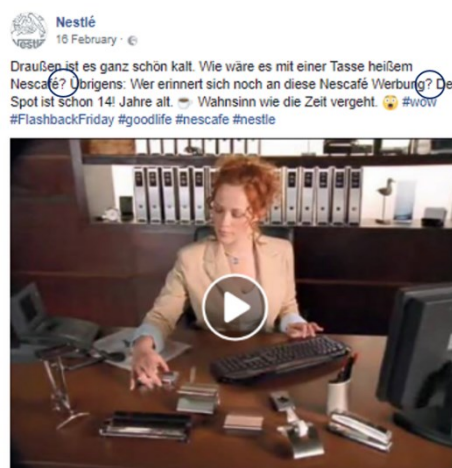 Nestlé
16 February ·
Draußen ist es ganz schön kalt. Wie wäre es mit einer Tasse heißem
Nescafé? Übrigens: Wer erinnert sich noch an diese Nescafé Werbung? De
Spot ist schon 14! Jahre alt. ☕ Wahnsinn wie die Zeit vergeht. 😲 #wow
#FlashbackFriday #goodlife #nescafe #nestle